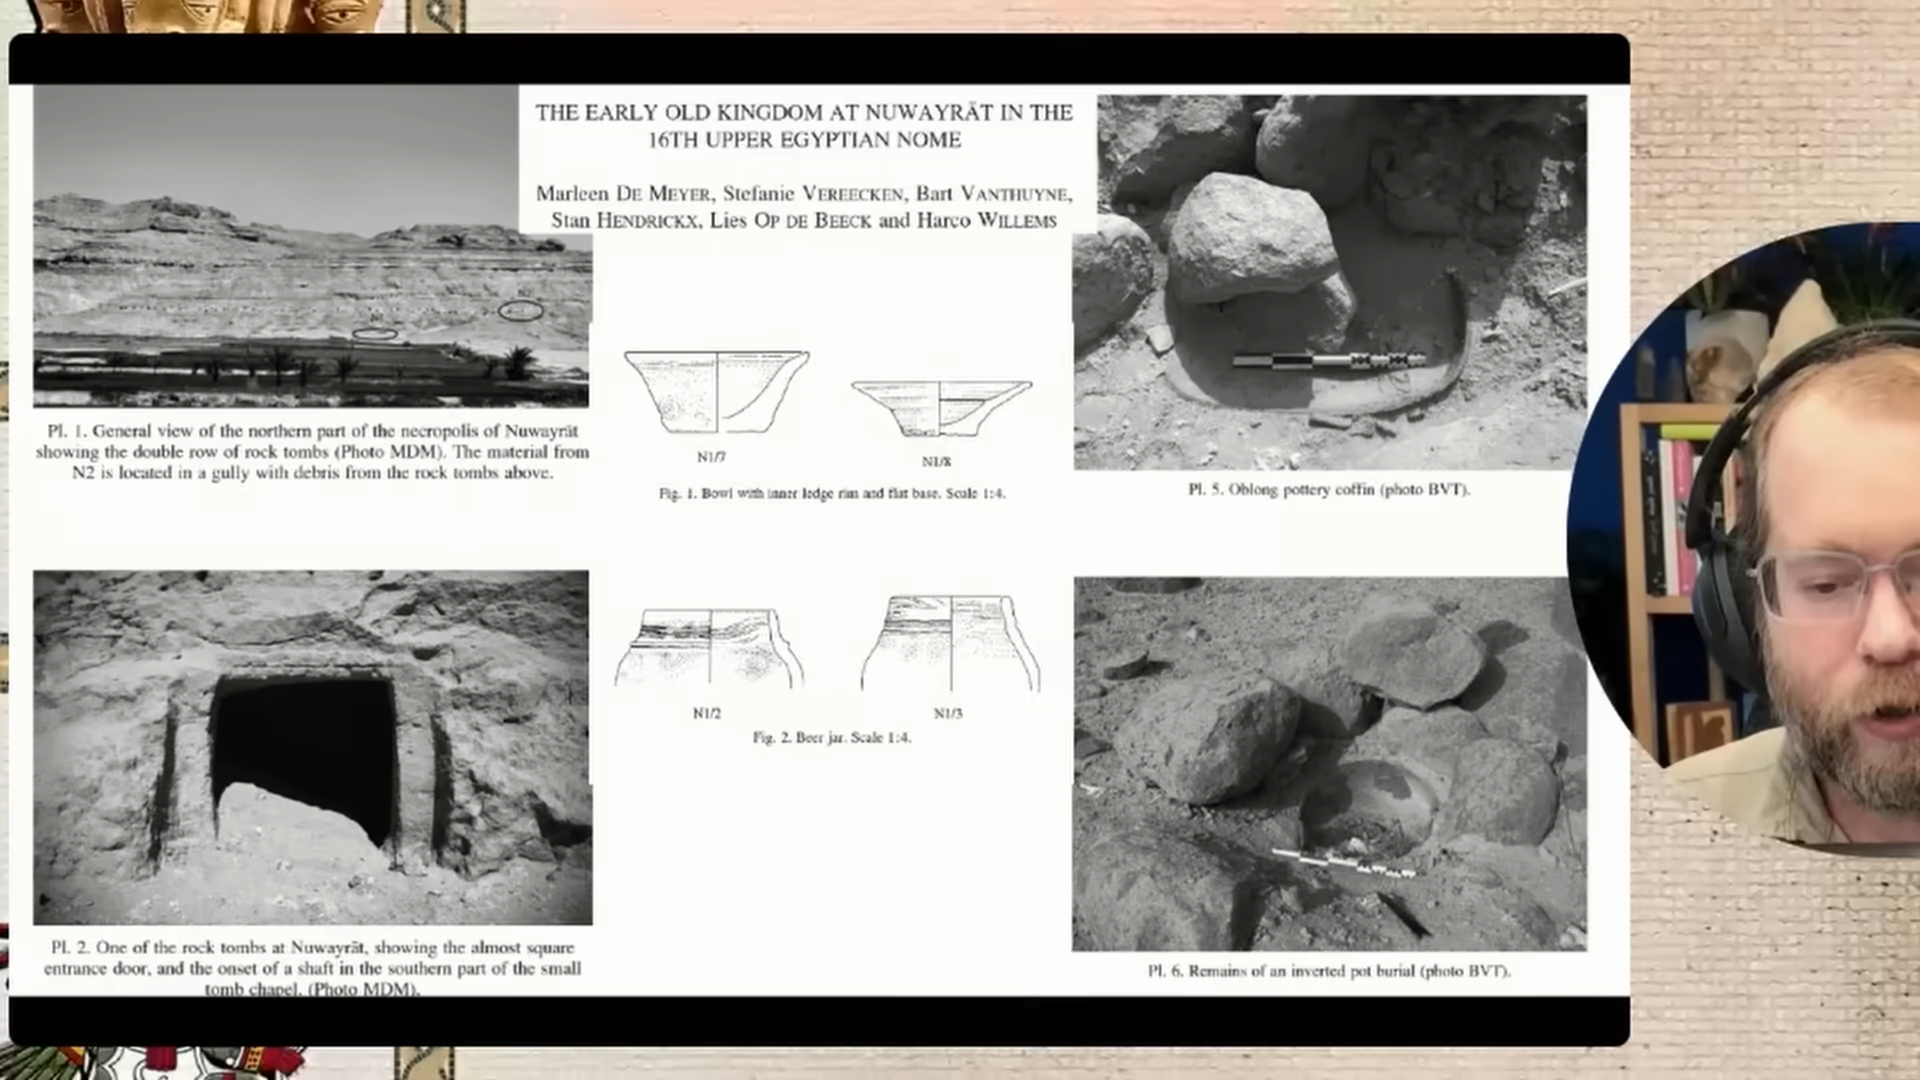 THE EARLY OLD KINGDOM AT NUWAYRĀT IN THE
16TH UPPER EGYPTIAN NOME
Marleen DE MEYER, Stefanie VEREECKEN, Bart VANTHUYNE,
Stan HENDRICKX, Lies OP DE BEECK and Harco WILLEMS
N2
N1
Pl. 1. General view of the northern part of the necropolis of Nuwayrāt
showing the double row of rock tombs (Photo MDM). The material from
N2 is located in a gully with debris from the rock tombs above.
N1/7
N1/8
Fig. 1. Bowl with inner ledge rim and flat base. Scale 1:4.
Pl. 5. Oblong pottery coffin (photo BVT).
N1/2
N1/3
Fig. 2. Beer jar. Scale 1:4.
Pl. 2. One of the rock tombs at Nuwayrāt, showing the almost square
entrance door, and the onset of a shaft in the southern part of the small
tomb chapel. (Photo MDM).
Pl. 6. Remains of an inverted pot burial (photo BVT).